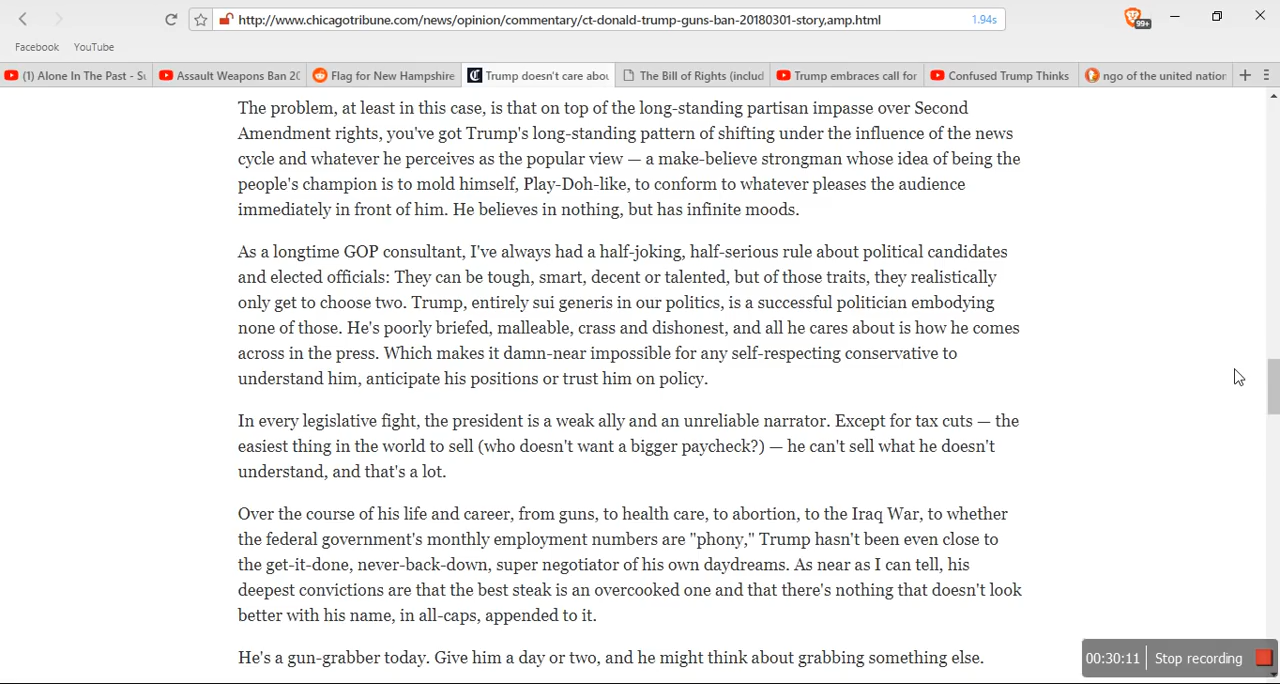 http://www.chicagotribune.com/news/opinion/commentary/ct-donald-trump-guns-ban-20180301-story,amp.html 1.94s 99+
Facebook YouTube
(1) Alone In The Past - Su Assault Weapons Ban 20 Flag for New Hampshire Trump doesn't care abou The Bill of Rights (includ Trump embraces call for Confused Trump Thinks ngo of the united nation
The problem, at least in this case, is that on top of the long-standing partisan impasse over Second
Amendment rights, you've got Trump's long-standing pattern of shifting under the influence of the news
cycle and whatever he perceives as the popular view — a make-believe strongman whose idea of being the
people's champion is to mold himself, Play-Doh-like, to conform to whatever pleases the audience
immediately in front of him. He believes in nothing, but has infinite moods.
As a longtime GOP consultant, I've always had a half-joking, half-serious rule about political candidates
and elected officials: They can be tough, smart, decent or talented, but of those traits, they realistically
only get to choose two. Trump, entirely sui generis in our politics, is a successful politician embodying
none of those. He's poorly briefed, malleable, crass and dishonest, and all he cares about is how he comes
across in the press. Which makes it damn-near impossible for any self-respecting conservative to
understand him, anticipate his positions or trust him on policy.
In every legislative fight, the president is a weak ally and an unreliable narrator. Except for tax cuts — the
easiest thing in the world to sell (who doesn't want a bigger paycheck?) — he can't sell what he doesn't
understand, and that's a lot.
Over the course of his life and career, from guns, to health care, to abortion, to the Iraq War, to whether
the federal government's monthly employment numbers are "phony," Trump hasn't been even close to
the get-it-done, never-back-down, super negotiator of his own daydreams. As near as I can tell, his
deepest convictions are that the best steak is an overcooked one and that there's nothing that doesn't look
better with his name, in all-caps, appended to it.
He's a gun-grabber today. Give him a day or two, and he might think about grabbing something else.
00:30:11 Stop recording